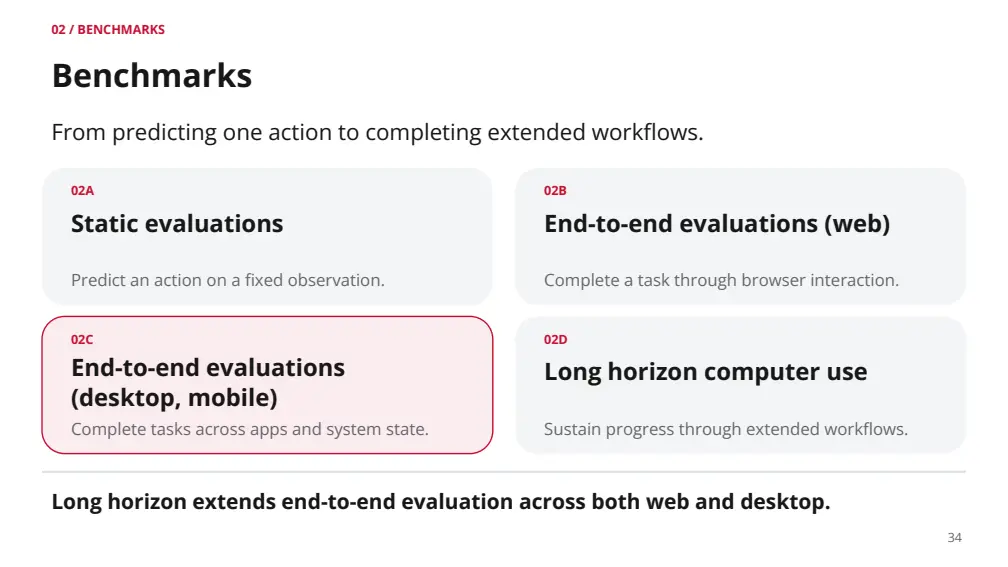 02 / BENCHMARKS
Benchmarks
From predicting one action to completing extended workflows.
02A
Static evaluations
Predict an action on a fixed observation.
02B
End-to-end evaluations (web)
Complete a task through browser interaction.
02C
End-to-end evaluations
(desktop, mobile)
Complete tasks across apps and system state.
02D
Long horizon computer use
Sustain progress through extended workflows.
Long horizon extends end-to-end evaluation across both web and desktop.
34